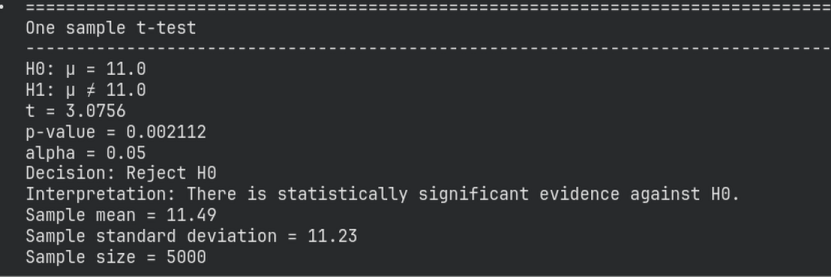 ================================================================================
One sample t-test
--------------------------------------------------------------------------------
H0: μ = 11.0
H1: μ ≠ 11.0
t = 3.0756
p-value = 0.002112
alpha = 0.05
Decision: Reject H0
Interpretation: There is statistically significant evidence against H0.
Sample mean = 11.49
Sample standard deviation = 11.23
Sample size = 5000